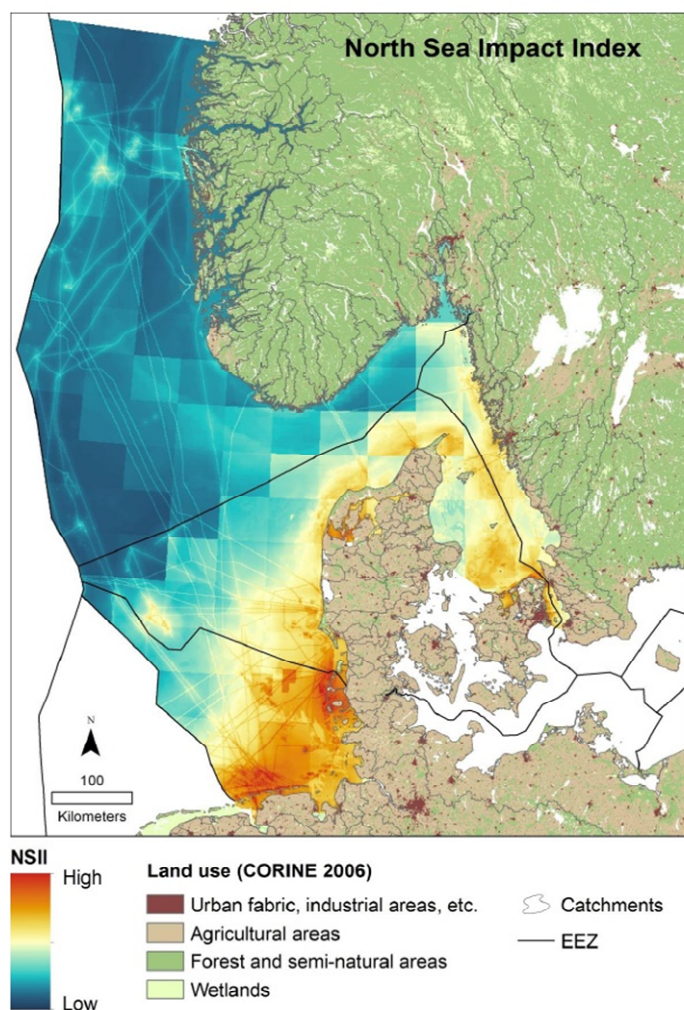 North Sea Impact Index
N
100
Kilometers
NSII
High
Low
Land use (CORINE 2006)
Urban fabric, industrial areas, etc.
Agricultural areas
Forest and semi-natural areas
Wetlands
Catchments
EEZ